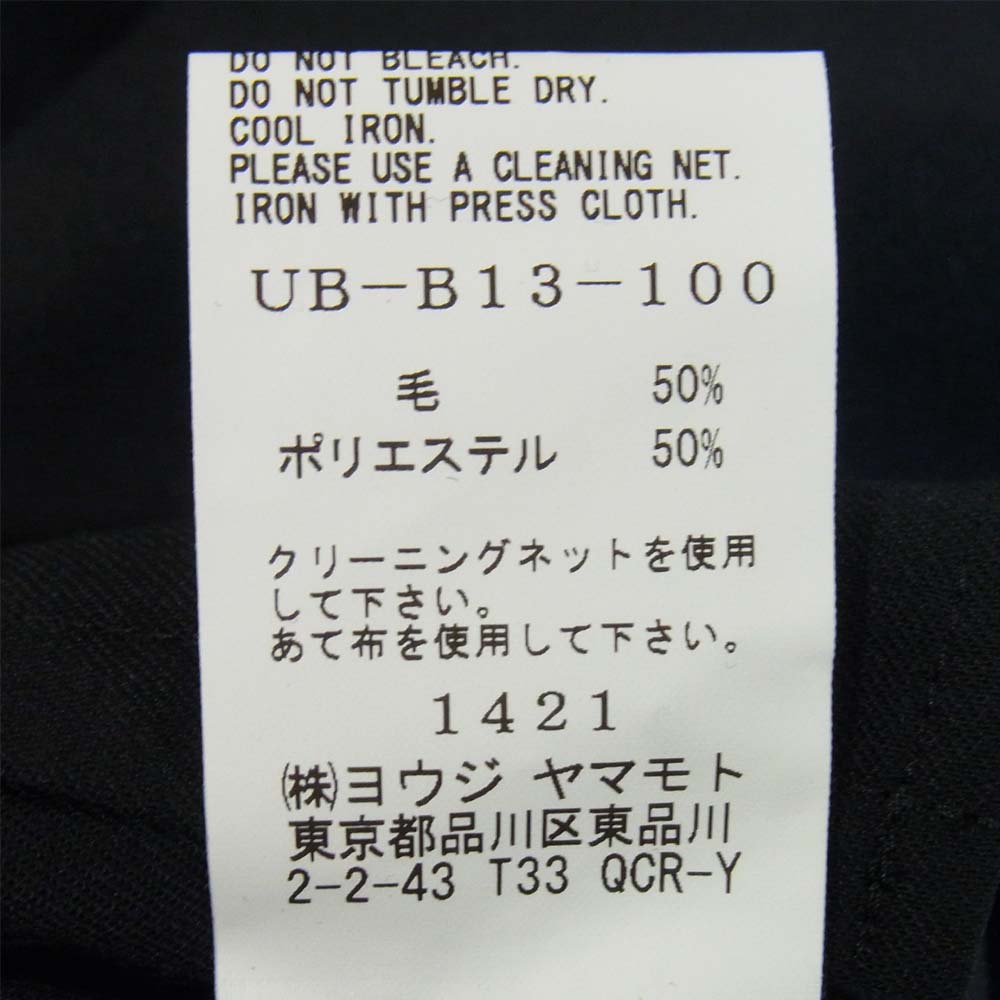 DO NOT BLEACH.
DO NOT TUMBLE DRY.
COOL IRON.
PLEASE USE A CLEANING NET.
IRON WITH PRESS CLOTH.
UB-B13-100
毛 50%
ポリエステル 50%
クリーニングネットを使用
して下さい。
あて布を使用して下さい。
1421
(株)ヨウジ ヤマモト
東京都品川区東品川
2-2-43 T33 QCR-Y